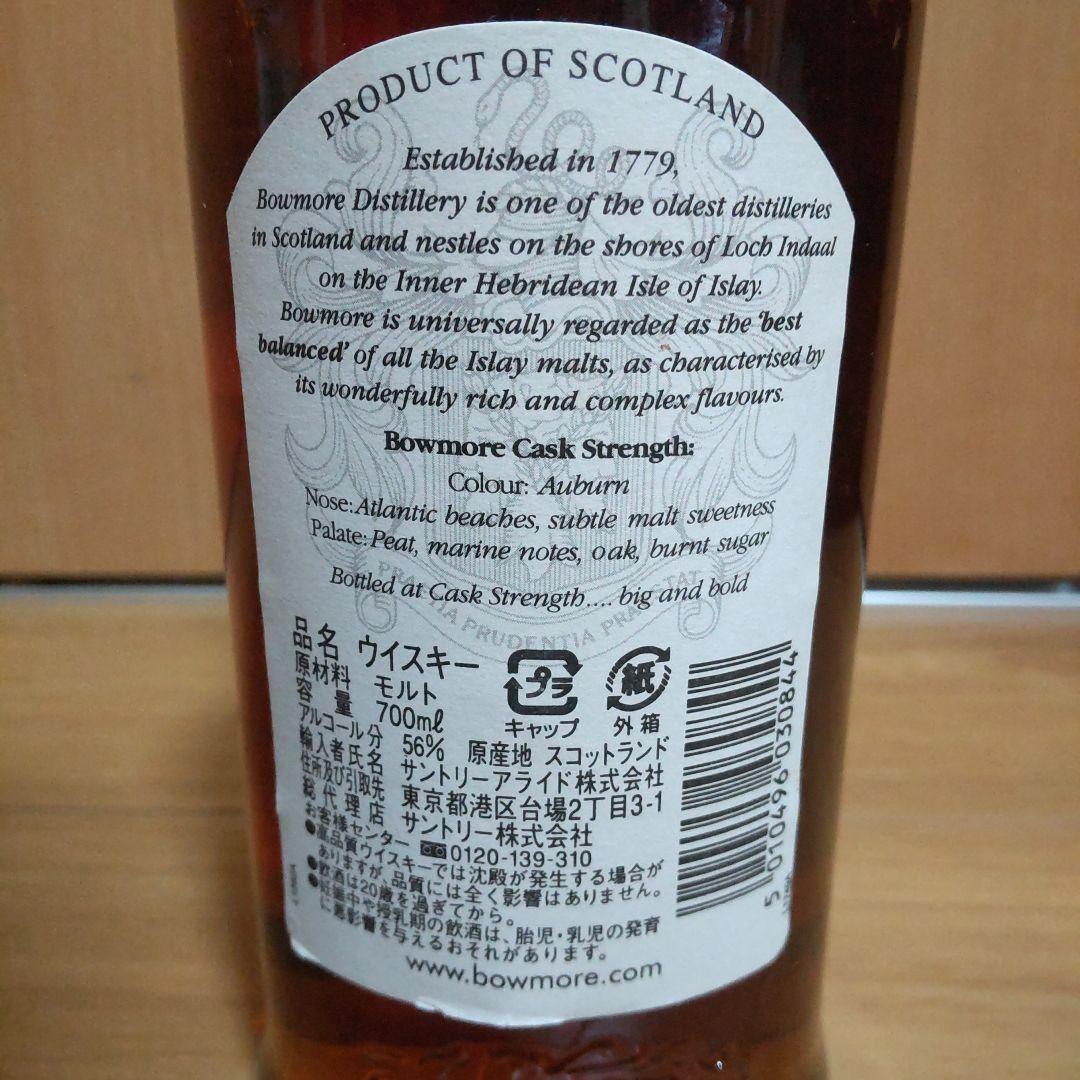 PRODUCT OF SCOTLAND
Established in 1779,
Bowmore Distillery is one of the oldest distilleries
in Scotland and nestles on the shores of Loch Indaal
on the Inner Hebridean Isle of Islay.
Bowmore is universally regarded as the 'best
balanced' of all the Islay malts, as characterised by
its wonderfully rich and complex flavours.
Bowmore Cask Strength:
Colour: Auburn
Nose: Atlantic beaches, subtle malt sweetness
Palate: Peat, marine notes, oak, burnt sugar
Bottled at Cask Strength.... big and bold
PRUDENTIA
品名 ウイスキー
原材料 モルト
容量 700mℓ
アルコール分 56% 原産地 スコットランド
輸入者氏名 サントリーアライド株式会社
住所及び引取先 東京都港区台場2丁目3-1
総代理店 サントリー株式会社
お客様センター 0120-139-310
プラ
キャップ
紙
外箱
●高品質ウイスキーでは沈殿が発生する場合が
ありますが、品質には全く影響はありません。
●飲酒は20歳を過ぎてから。
●妊娠中や授乳期の飲酒は、胎児・乳児の発育
に悪影響を与えるおそれがあります。
www.bowmore.com
5 010496 030844